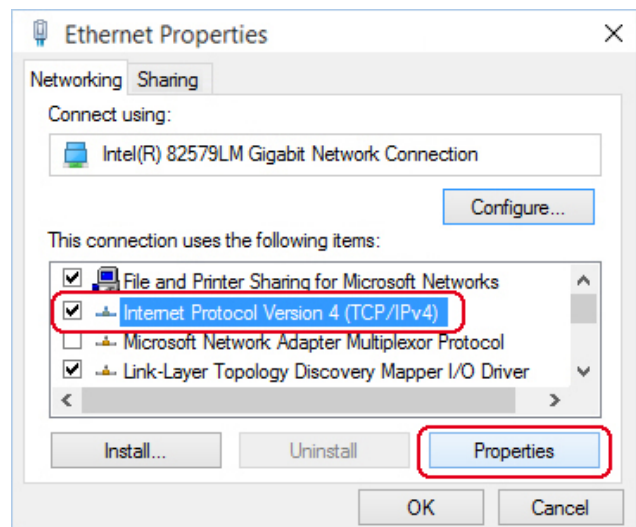 Ethernet Properties
Networking Sharing
Connect using:
Intel(R) 82579LM Gigabit Network Connection
Configure...
This connection uses the following items:
File and Printer Sharing for Microsoft Networks
Internet Protocol Version 4 (TCP/IPv4)
Microsoft Network Adapter Multiplexor Protocol
Link-Layer Topology Discovery Mapper I/O Driver
Install... Uninstall Properties
OK Cancel